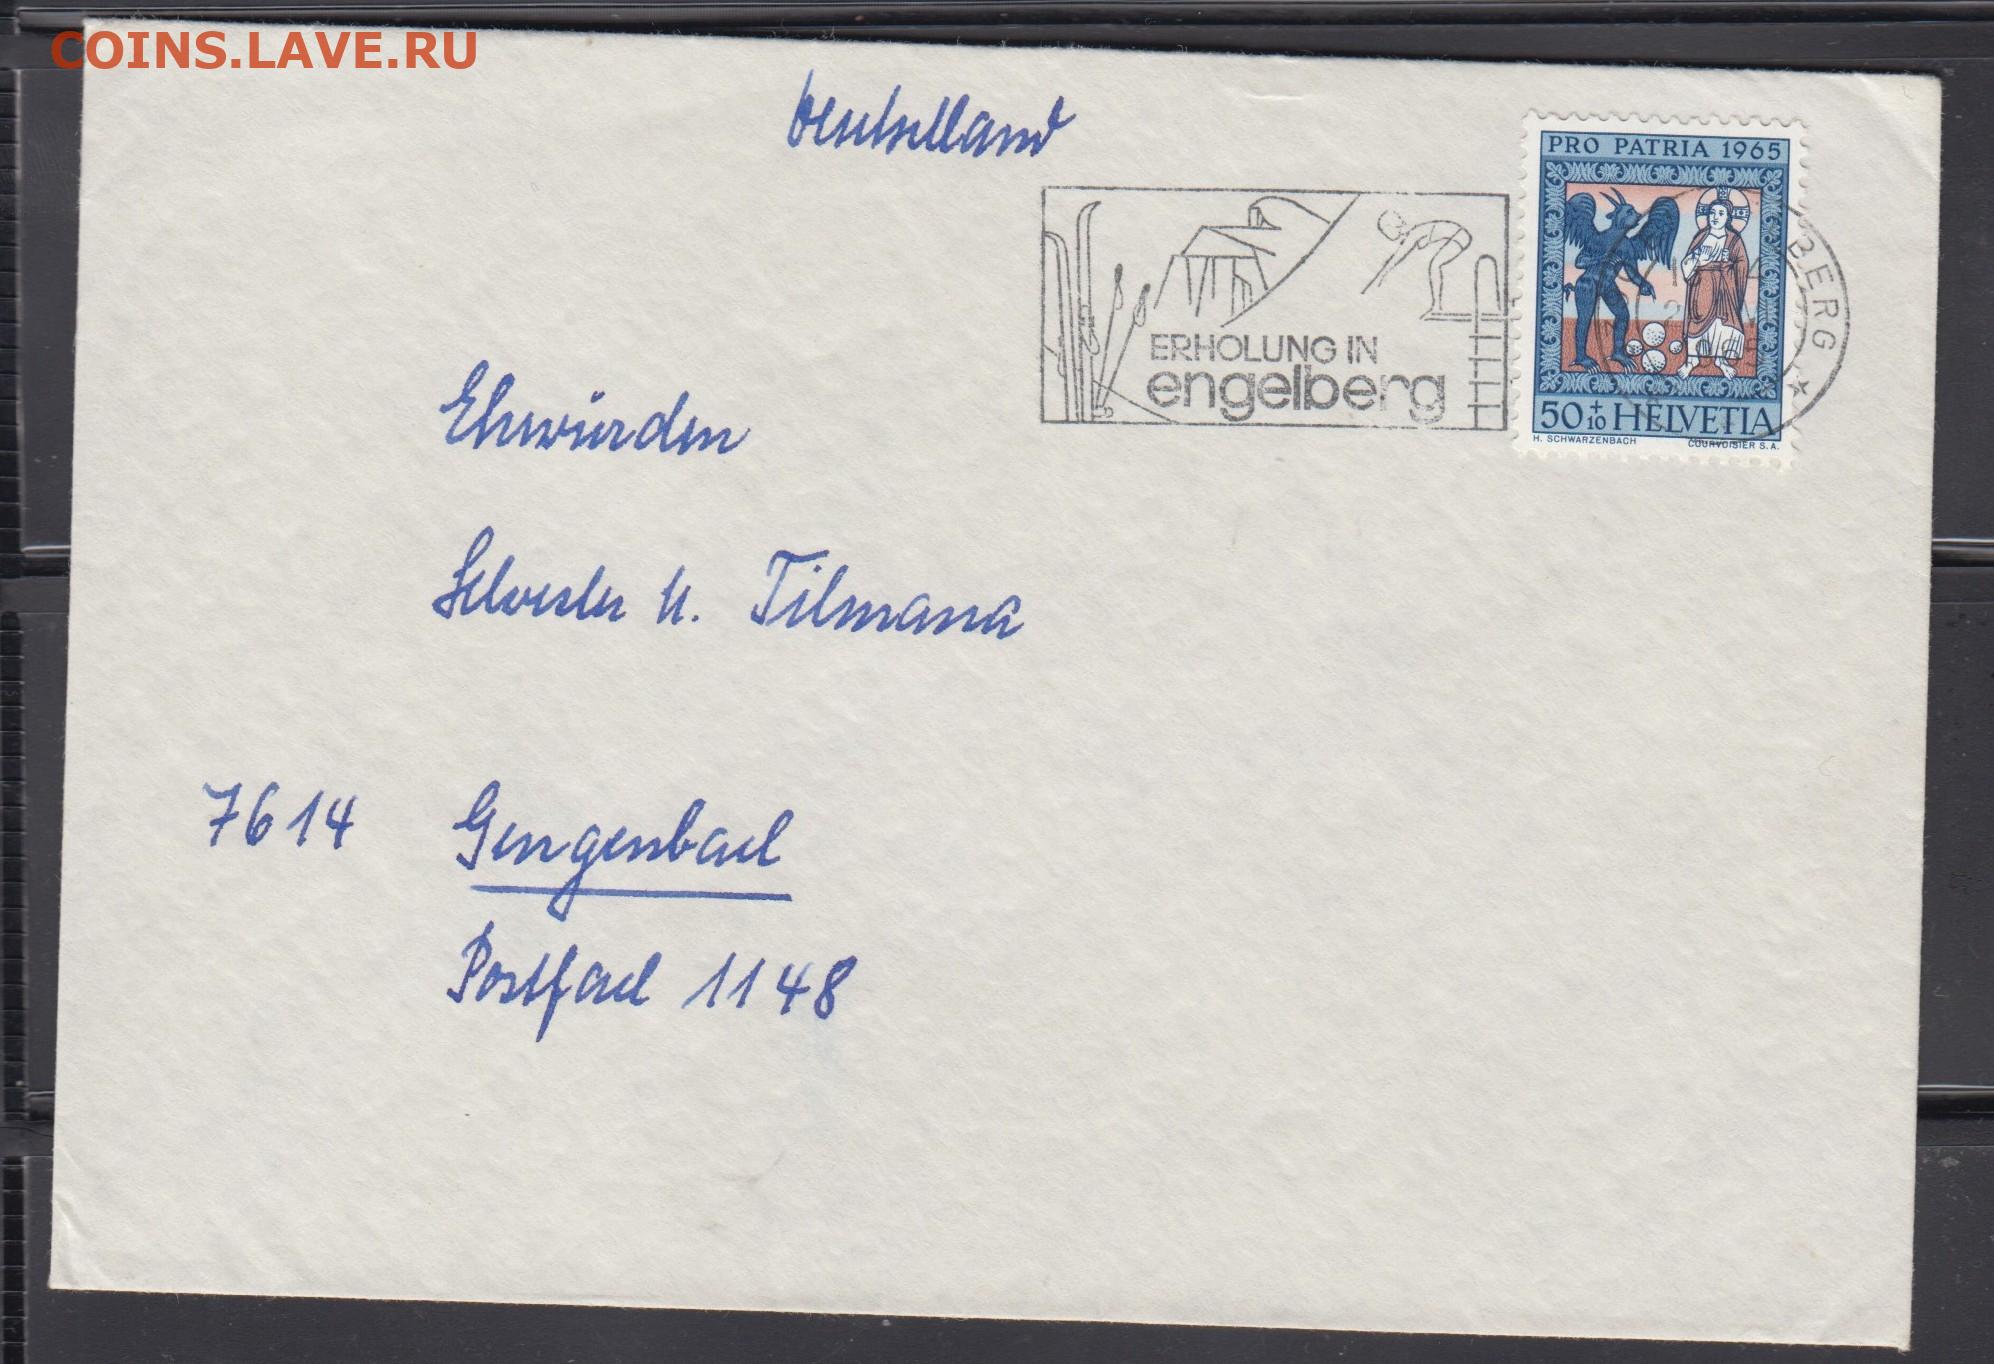 COINS.LAVE.RU
Deutschland
PRO PATRIA 1965
BERG
ERHOLUNG IN
engelberg
50+10 HELVETIA
H. SCHWARZENBACH COURVOISIER S.A.
Ehrwürden
u. Tilmana
7614 Gengenbach
Postfach 1148